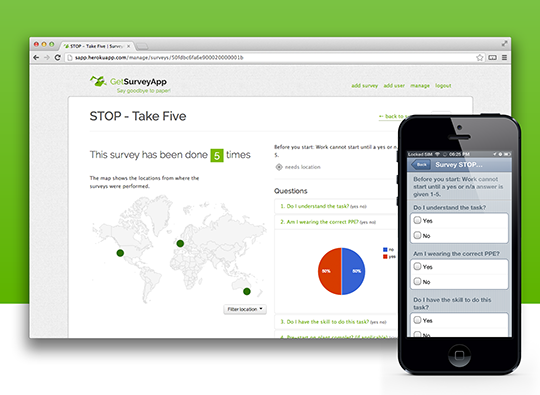 STOP - Take Five | Survey
sapp.herokuapp.com/manage/surveys/50fdbc6fa6e900020000001b
GetSurveyApp
Say goodbye to paper!
add survey add user manage logout
STOP - Take Five
← Back to
This survey has been done 5 times
The map shows the locations from where the
surveys were performed.
Filter location
Before you start: Work cannot start until a yes or n/a
5.
needs location
Questions
1. Do I understand the task? (yes no)
2. Am I wearing the correct PPE? (yes no)
no
yes
50%
50%
3. Do I have the skill to do this task? (yes no)
Locked SIM 06:25 PM
Back
Survey STOP...
Before you start: Work cannot
start until a yes or n/a answer is
given 1-5.
Do I understand the task?
Yes
No
Am I wearing the correct PPE?
Yes
No
Do I have the skill to do this
task?
Yes
No